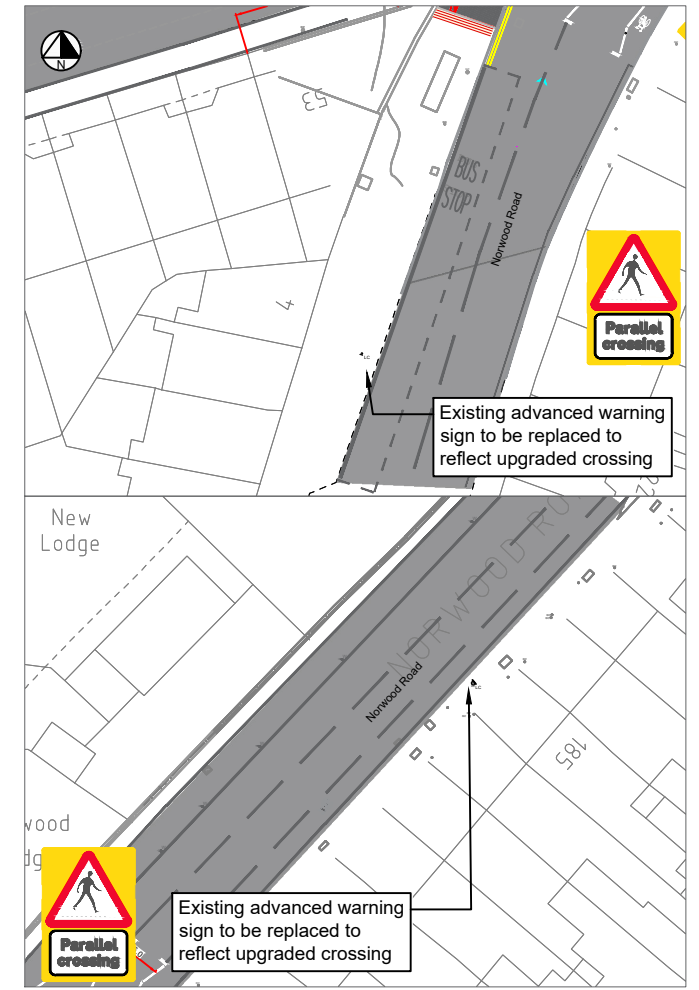 N
53
BUS
STOP
Norwood Road
4
Parallel
crossing
LC
Existing advanced warning
sign to be replaced to
reflect upgraded crossing
New
Lodge
NORWOOD RO
Norwood Road
LC
185
wood
Parallel
crossing
Existing advanced warning
sign to be replaced to
reflect upgraded crossing